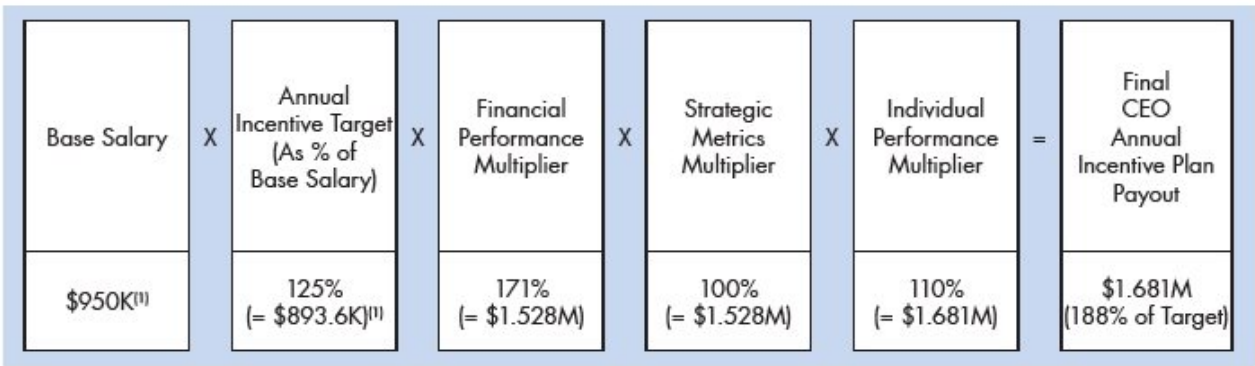 Base Salary
X
Annual
Incentive Target
(As % of
Base Salary)
X
Financial
Performance
Multiplier
X
Strategic
Metrics
Multiplier
X
Individual
Performance
Multiplier
=
Final
CEO
Annual
Incentive Plan
Payout
$950K(1)
125%
(= $893.6K)(1)
171%
(= $1.528M)
100%
(= $1.528M)
110%
(= $1.681M)
$1.681M
(188% of Target)